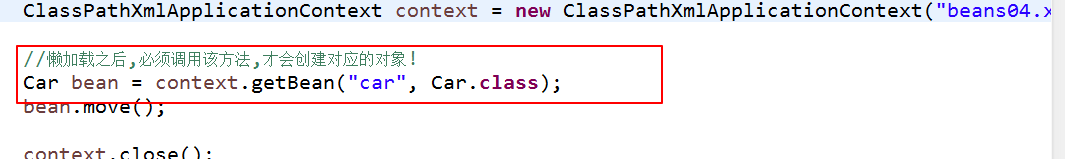 ClassPathXmlApplicationContext context = new ClassPathXmlApplicationContext("beans04.x
//懒加载之后,必须调用该方法,才会创建对应的对象!
Car bean = context.getBean("car", Car.class);
bean.move();
context.close();